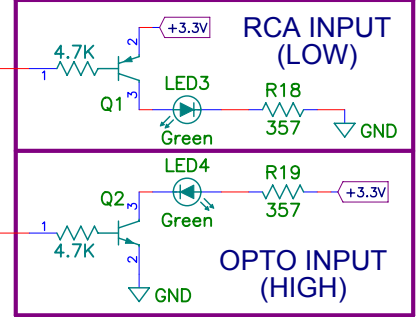 +3.3V
RCA INPUT
(LOW)
4.7K
2
1
3
Q1
LED3
Green
R18
357
GND
LED4
Green
R19
357
+3.3V
Q2
3
1
4.7K
2
GND
OPTO INPUT
(HIGH)